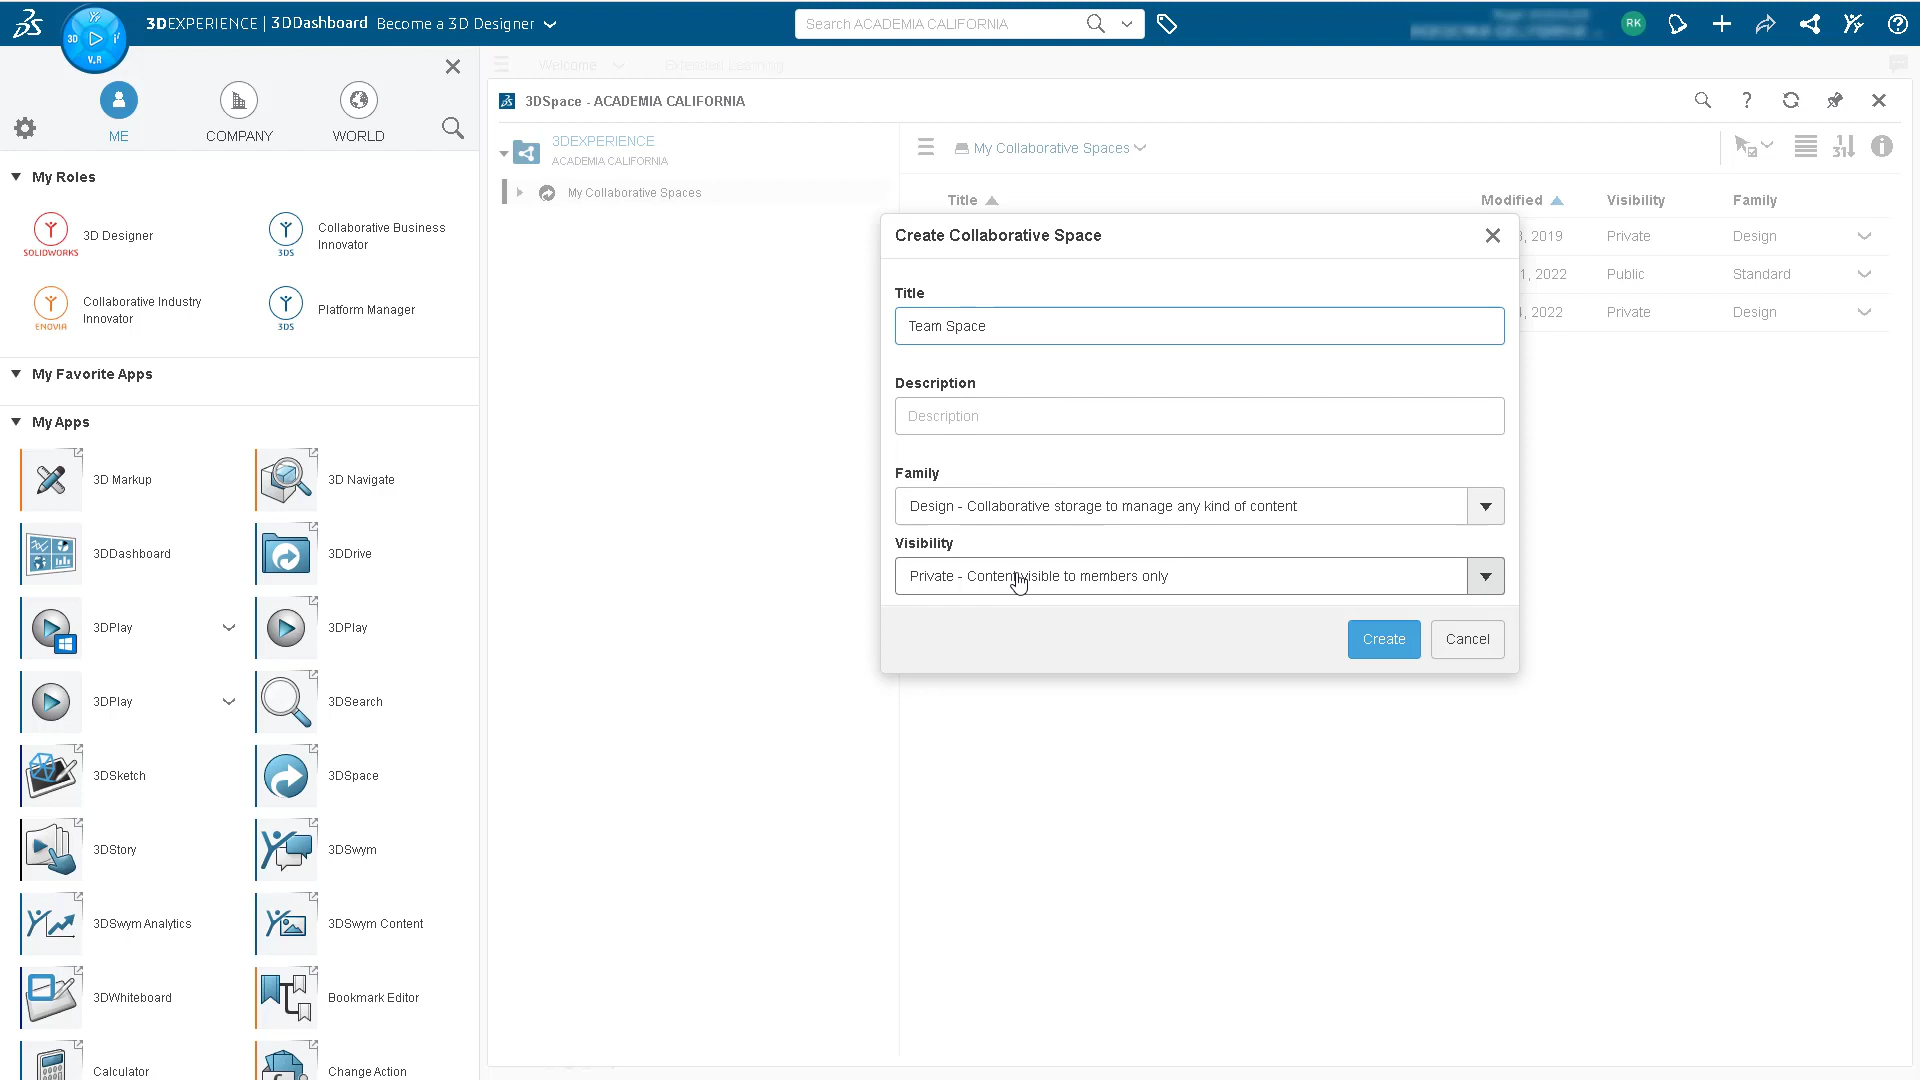 3DEXPERIENCE | 3DDashboard Become a 3D Designer
Search ACADEMIA CALIFORNIA
RK
3D
V.R
ME
COMPANY
WORLD
My Roles
SOLIDWORKS
3D Designer
3DS
Collaborative Business
Innovator
ENOVIA
Collaborative Industry
Innovator
3DS
Platform Manager
My Favorite Apps
My Apps
3D Markup
3D Navigate
3DDashboard
3DDrive
3DPlay
3DPlay
3DPlay
3DSearch
3DSketch
3DSpace
3DStory
3DSwym
3DSwym Analytics
3DSwym Content
3DWhiteboard
Bookmark Editor
Calculator
Change Action
Welcome
Extended Learning
3DSpace - ACADEMIA CALIFORNIA
3DEXPERIENCE
ACADEMIA CALIFORNIA
My Collaborative Spaces
My Collaborative Spaces
Title
Modified
Visibility
Family
, 2019
Private
Design
1, 2022
Public
Standard
, 2022
Private
Design
Create Collaborative Space
Title
Team Space
Description
Description
Family
Design - Collaborative storage to manage any kind of content
Visibility
Private - Content visible to members only
Create
Cancel